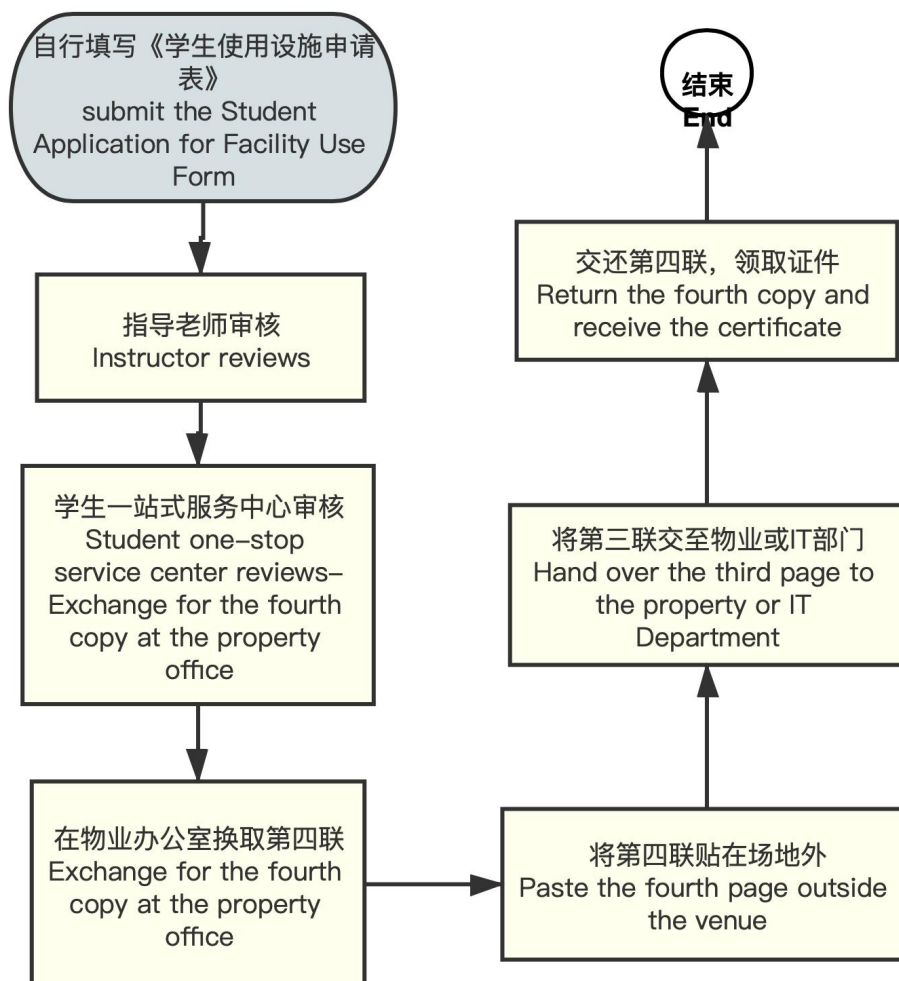 自行填写《学生使用设施申请
表》
submit the Student
Application for Facility Use
Form
指导老师审核
Instructor reviews
学生一站式服务中心审核
Student one-stop
service center reviews-
Exchange for the fourth
copy at the property
office
在物业办公室换取第四联
Exchange for the fourth
copy at the property
office
将第四联贴在场地外
Paste the fourth page outside
the venue
将第三联交至物业或IT部门
Hand over the third page to
the property or IT
Department
交还第四联，领取证件
Return the fourth copy and
receive the certificate
结束
End